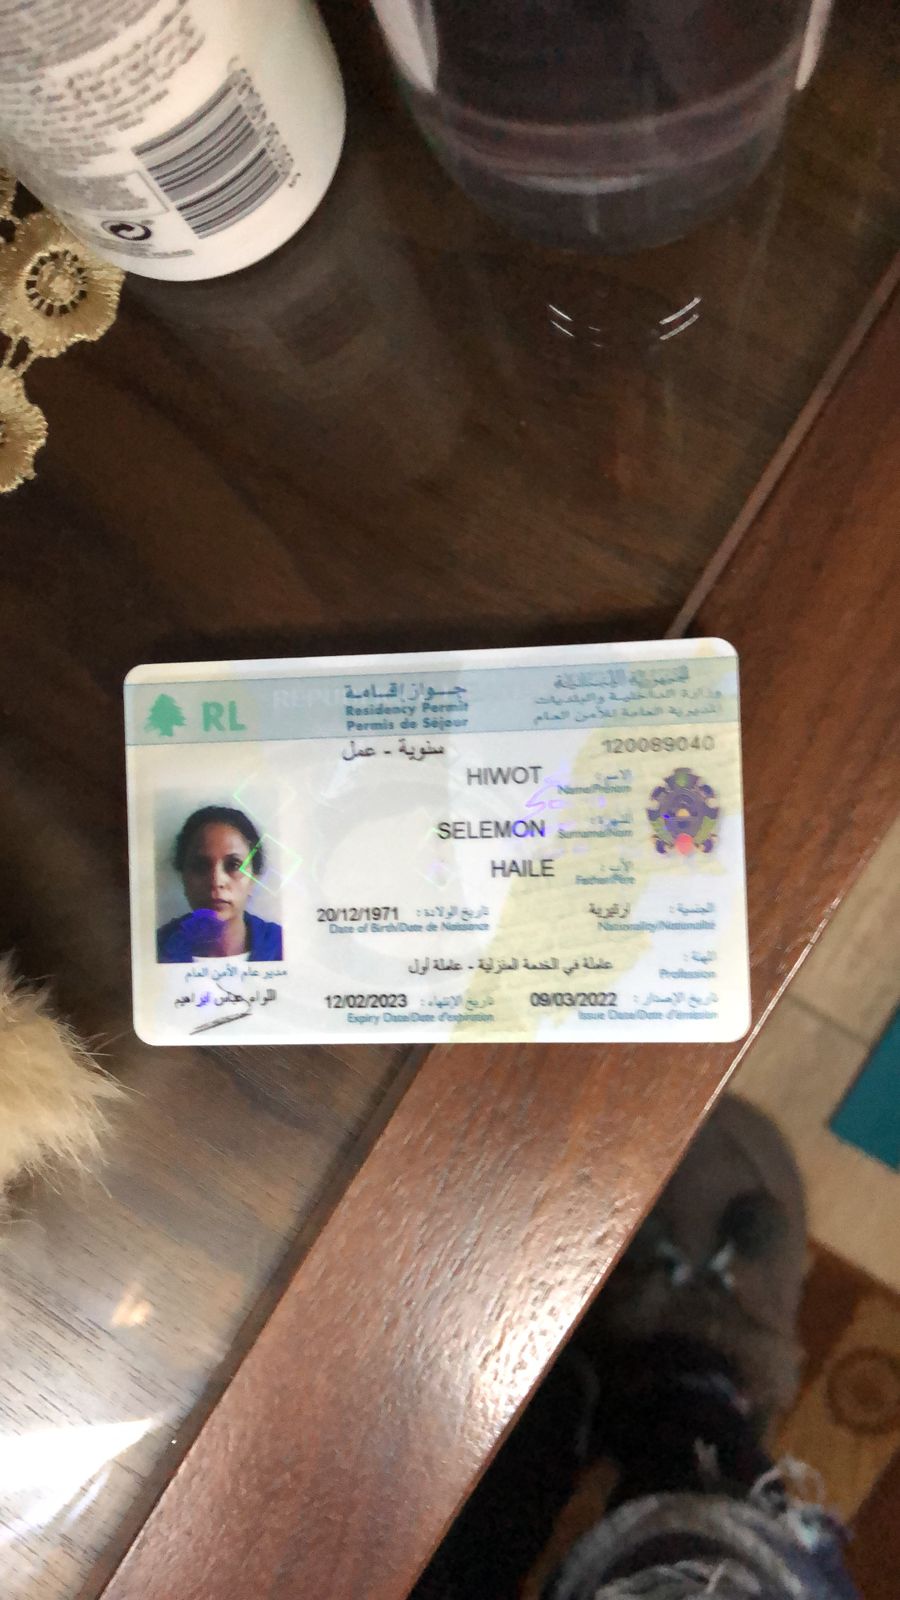 RL
جواز إقامة
Residency Permit
Permis de Séjour
الجمهورية اللبنانية
وزارة الداخلية والبلديات
المديرية العامة للأمن العام
سنوية - عمل
120089040
HIWOT
الاسم:
Name/Prénom
SELEMON
الشهرة:
Surname/Nom
HAILE
الأب:
Father/Père
20/12/1971
تاريخ الولادة:
Date of Birth/Date de Naissance
ارتيرية
الجنسية:
Nationality/Nationalité
عاملة في الخدمة المنزلية - عاملة أول
المهنة:
Profession
12/02/2023
تاريخ الانتهاء:
Expiry Date/Date d'expiration
09/03/2022
تاريخ الإصدار:
Issue Date/Date d'émission
مدير عام الأمن العام
اللواء عباس ابراهيم